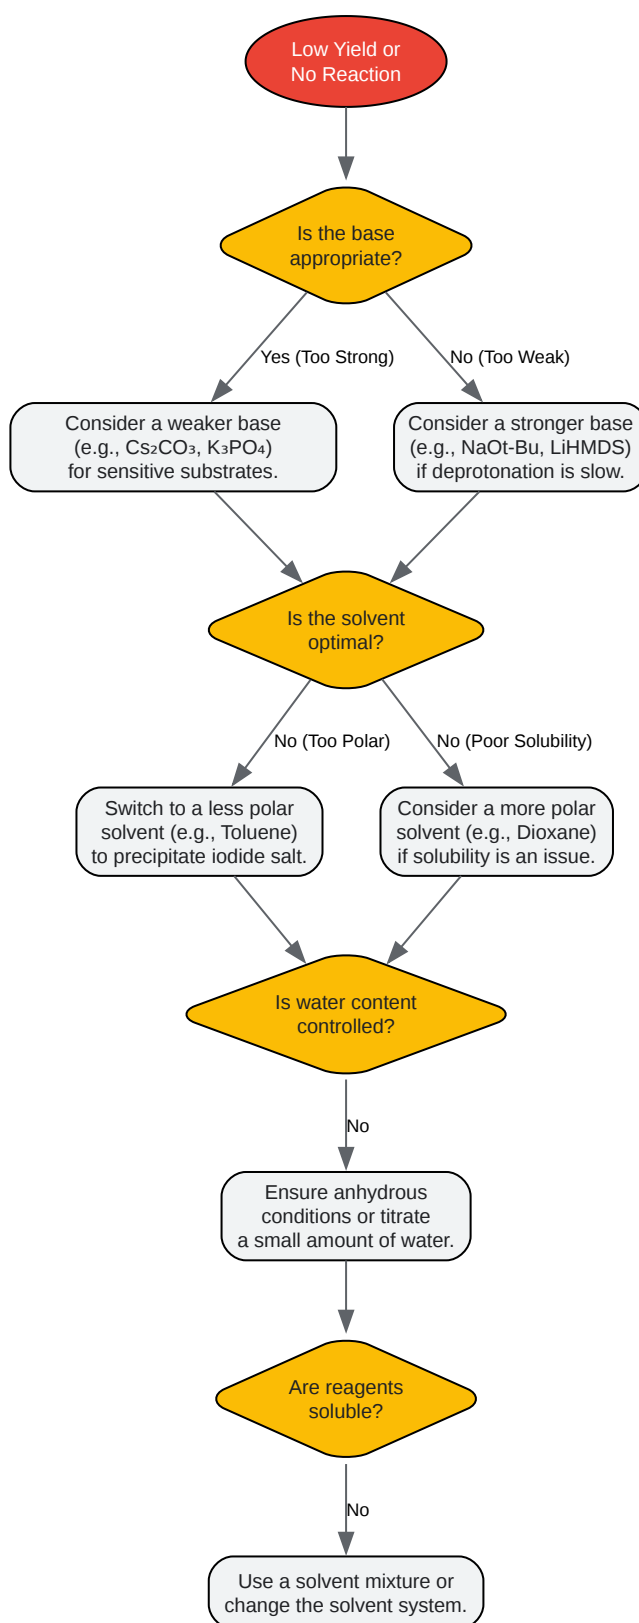 Low Yield or
No Reaction
Is the base
appropriate?
Yes (Too Strong)
No (Too Weak)
Consider a weaker base
(e.g., Cs₂CO₃, K₃PO₄)
for sensitive substrates.
Consider a stronger base
(e.g., NaOt-Bu, LiHMDS)
if deprotonation is slow.
Is the solvent
optimal?
No (Too Polar)
No (Poor Solubility)
Switch to a less polar
solvent (e.g., Toluene)
to precipitate iodide salt.
Consider a more polar
solvent (e.g., Dioxane)
if solubility is an issue.
Is water content
controlled?
No
Ensure anhydrous
conditions or titrate
a small amount of water.
Are reagents
soluble?
No
Use a solvent mixture or
change the solvent system.